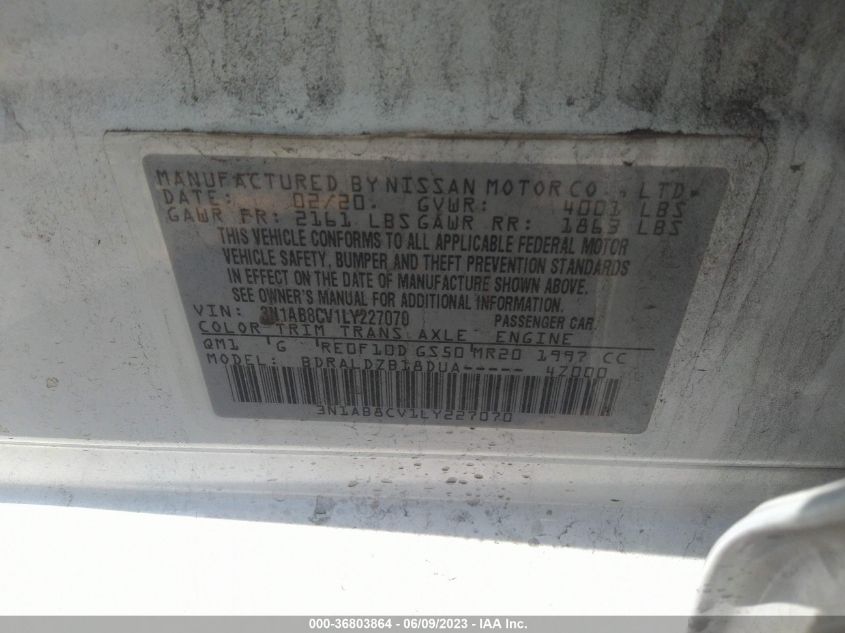 MANUFACTURED BY NISSAN MOTOR CO., LTD.
DATE: 02/20. GVWR: 4001 LBS
GAWR FR: 2161 LBS GAWR RR: 1863 LBS
THIS VEHICLE CONFORMS TO ALL APPLICABLE FEDERAL MOTOR
VEHICLE SAFETY, BUMPER AND THEFT PREVENTION STANDARDS
IN EFFECT ON THE DATE OF MANUFACTURE SHOWN ABOVE.
SEE OWNER'S MANUAL FOR ADDITIONAL INFORMATION.
VIN: 3N1AB8CV1LY227070 PASSENGER CAR
COLOR TRIM TRANS AXLE ENGINE
QM1 G RE0F10D GS50 MR20 1997 CC
MODEL: BDRALDZB18DUA----- 4Z000
3N1AB8CV1LY227070
000-36803864 - 06/09/2023 - IAA Inc.